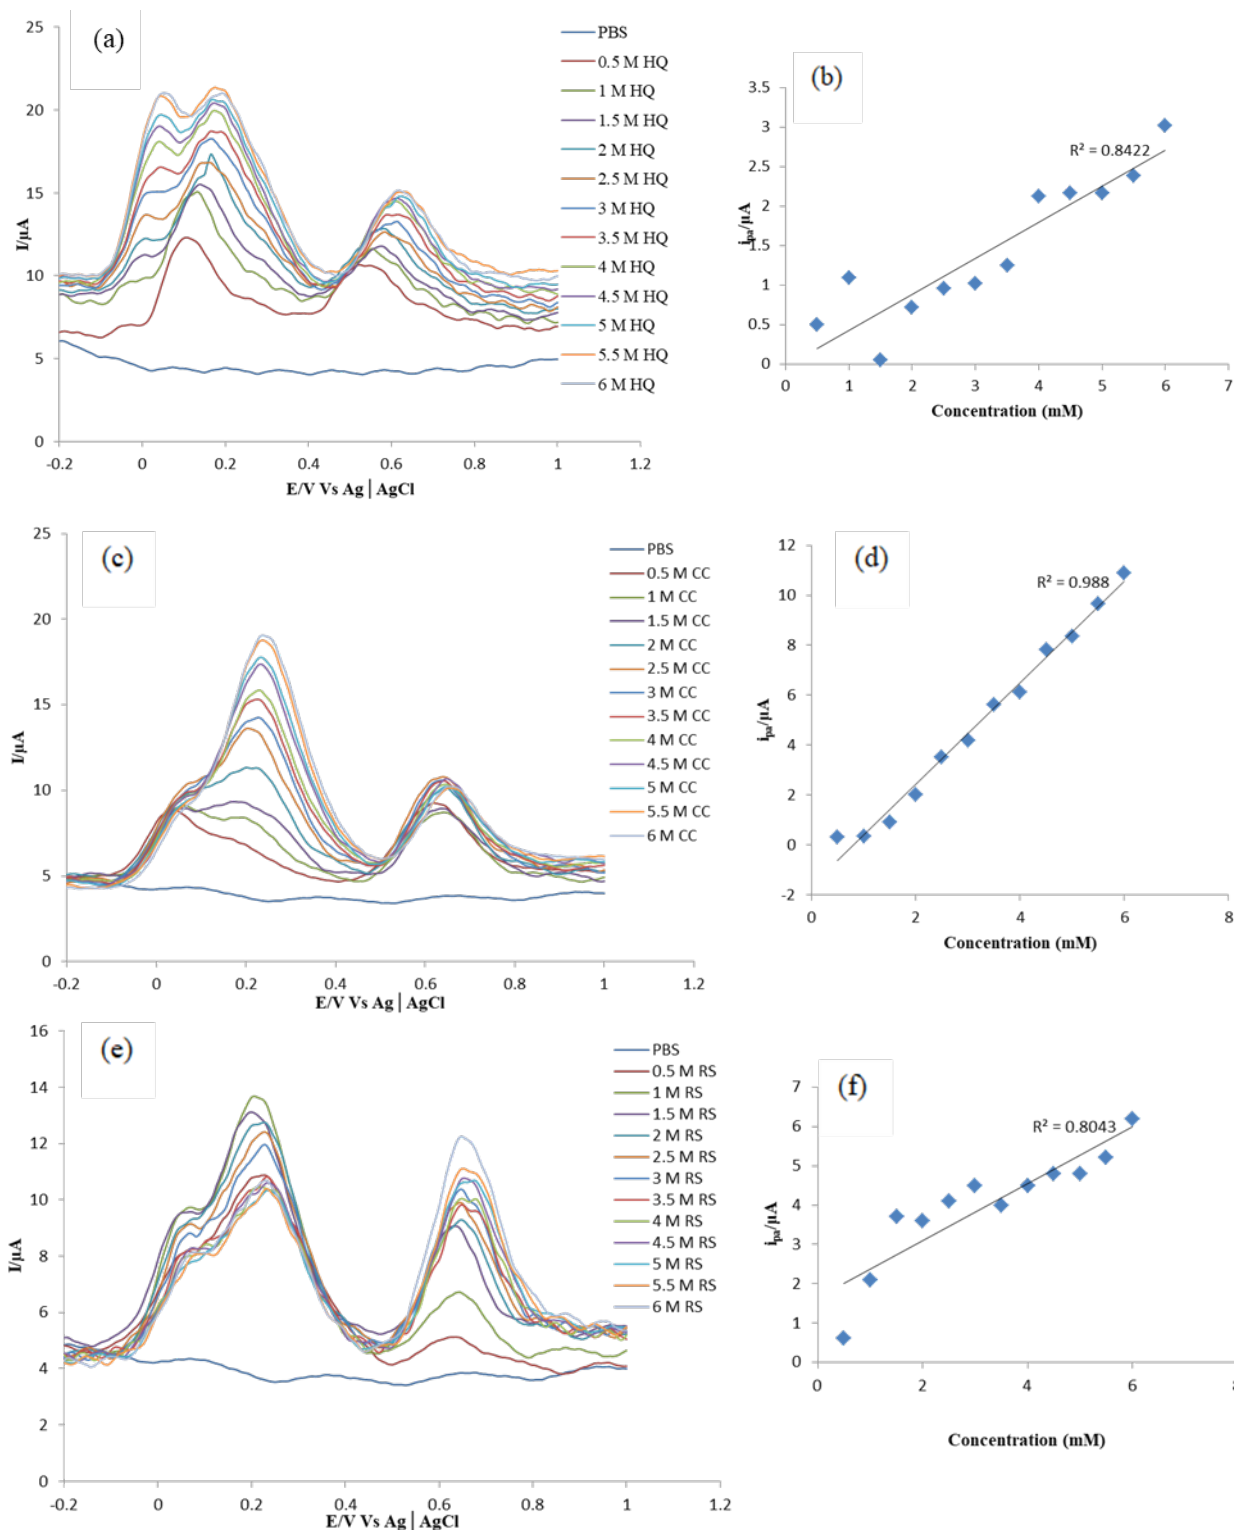 (a)
25
20
15
10
5
0
I/µA
-0.2 0 0.2 0.4 0.6 0.8 1 1.2
E/V Vs Ag | AgCl
PBS
0.5 M HQ
1 M HQ
1.5 M HQ
2 M HQ
2.5 M HQ
3 M HQ
3.5 M HQ
4 M HQ
4.5 M HQ
5 M HQ
5.5 M HQ
6 M HQ
(b)
3.5
3
2.5
2
1.5
1
0.5
0
ipa/µA
R² = 0.8422
0 1 2 3 4 5 6 7
Concentration (mM)
(c)
25
20
15
10
5
0
I/µA
-0.2 0 0.2 0.4 0.6 0.8 1 1.2
E/V Vs Ag | AgCl
PBS
0.5 M CC
1 M CC
1.5 M CC
2 M CC
2.5 M CC
3 M CC
3.5 M CC
4 M CC
4.5 M CC
5 M CC
5.5 M CC
6 M CC
(d)
12
10
8
6
4
2
0
-2
ipa/µA
R² = 0.988
0 2 4 6 8
Concentration (mM)
(e)
16
14
12
10
8
6
4
2
0
I/µA
-0.2 0 0.2 0.4 0.6 0.8 1 1.2
E/V Vs Ag | AgCl
PBS
0.5 M RS
1 M RS
1.5 M RS
2 M RS
2.5 M RS
3 M RS
3.5 M RS
4 M RS
4.5 M RS
5 M RS
5.5 M RS
6 M RS
(f)
7
6
5
4
3
2
1
0
ipa/µA
R² = 0.8043
0 2 4 6 8
Concentration (mM)